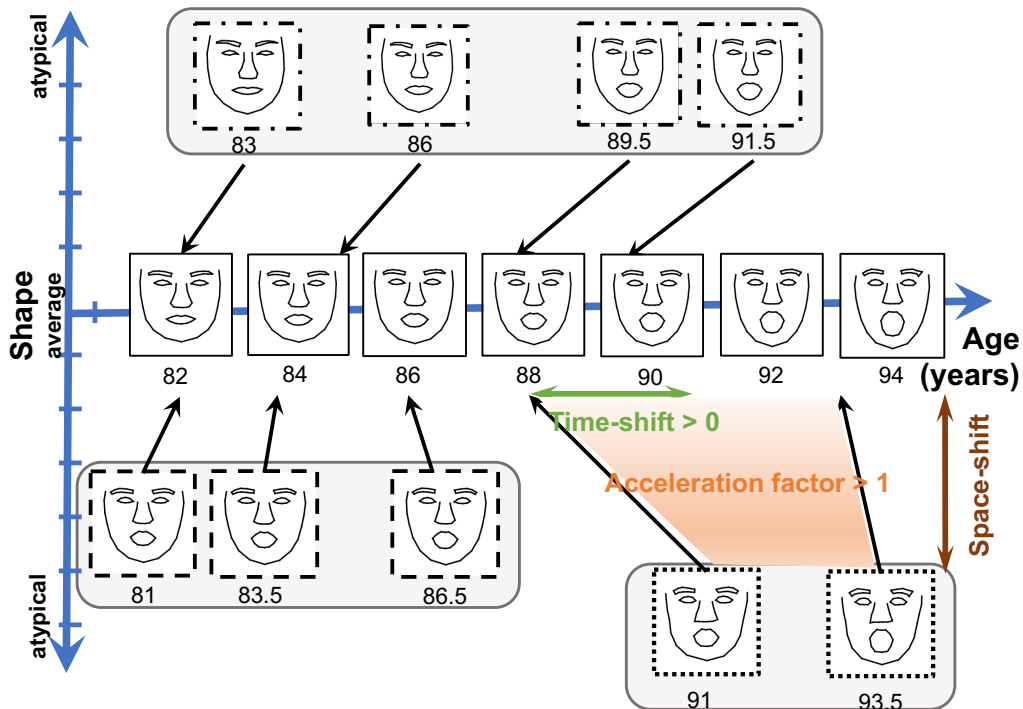 atypical
83
86
89.5
91.5
Shape
average
82
84
86
88
90
92
94
Age
(years)
Time-shift > 0
Acceleration factor > 1
Space-shift
81
83.5
86.5
atypical
91
93.5